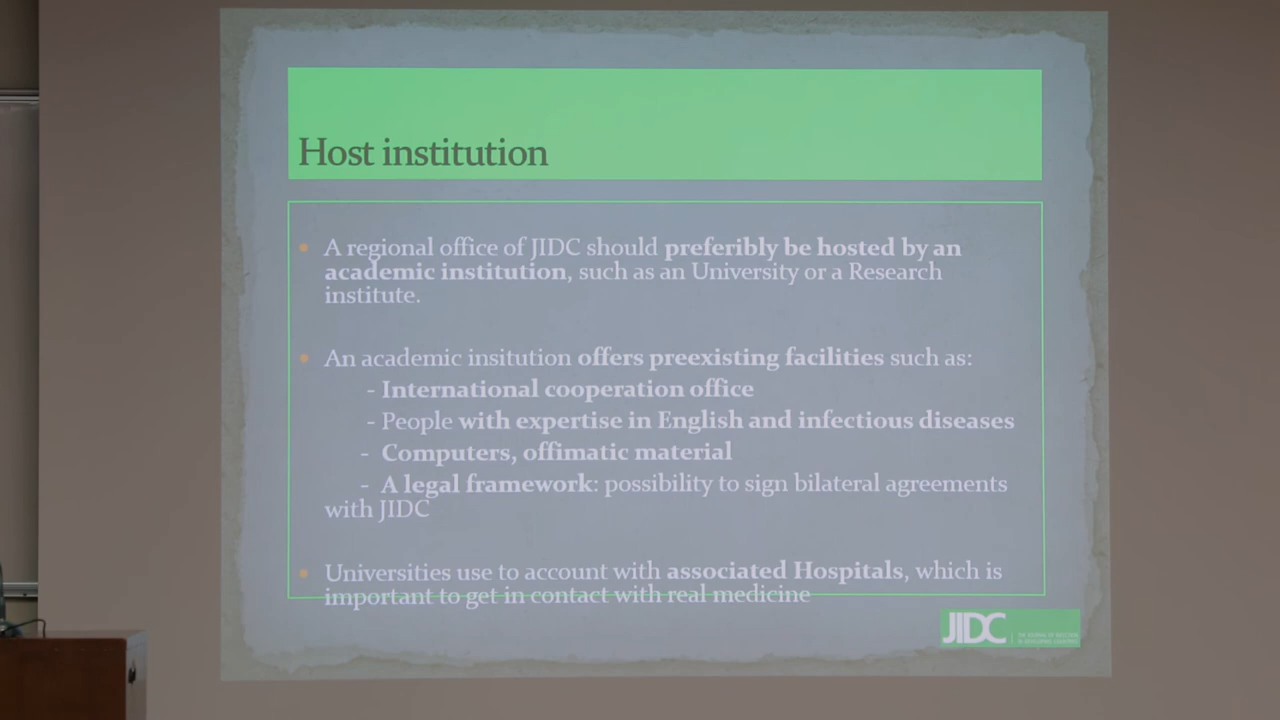 Host institution
• A regional office of JIDC should preferibly be hosted by an
academic institution, such as an University or a Research
institute.
• An academic insitution offers preexisting facilities such as:
- International cooperation office
- People with expertise in English and infectious diseases
- Computers, offimatic material
- A legal framework: possibility to sign bilateral agreements
with JIDC
• Universities use to account with associated Hospitals, which is
important to get in contact with real medicine
JIDC